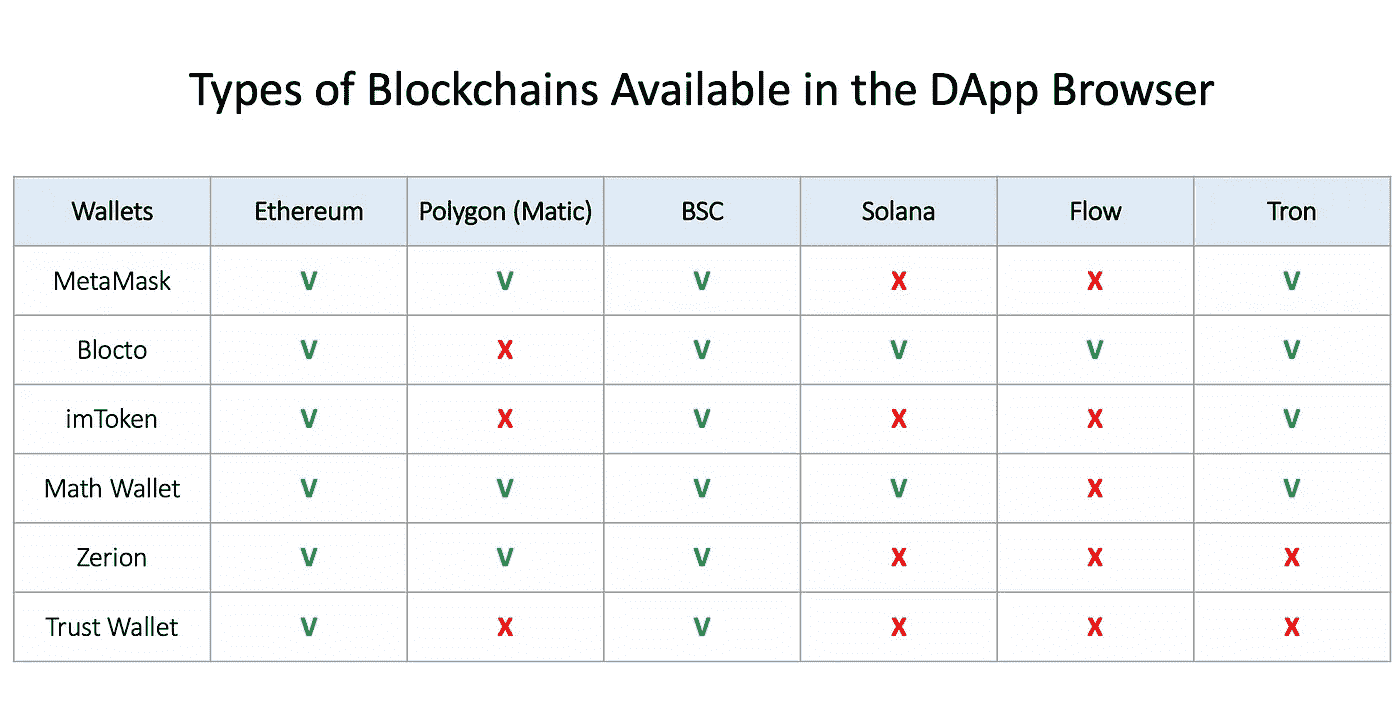 Types of Blockchains Available in the DApp Browser
Wallets Ethereum Polygon (Matic) BSC Solana Flow Tron
MetaMask V V V X X V
Blocto V X V V V V
imToken V X V X X V
Math Wallet V V V V X V
Zerion V V V X X X
Trust Wallet V X V X X X